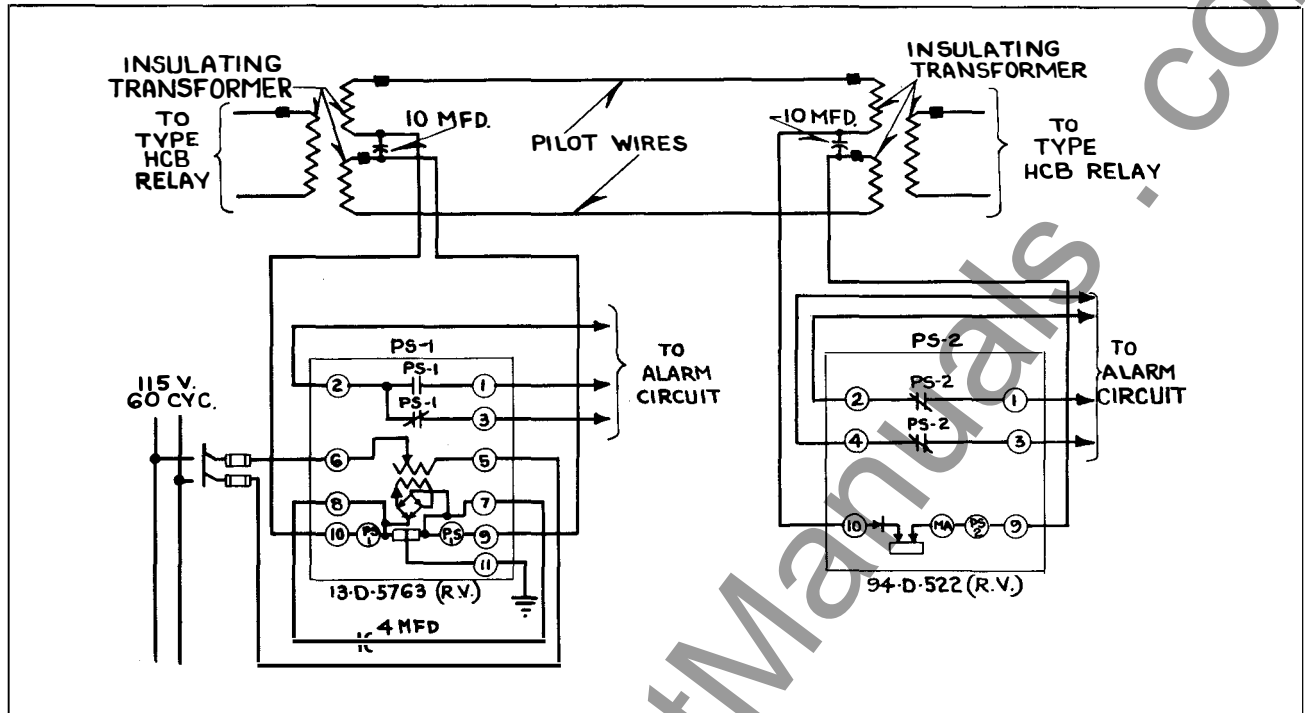 INSULATING
TRANSFORMER
TO
TYPE
HCB
RELAY
10 MFD.
PILOT WIRES
10 MFD.
INSULATING
TRANSFORMER
TO
TYPE
HCB RELAY
PS-1
PS-1
2
1
PS-1
3
TO
ALARM
CIRCUIT
115 V.
60 CYC.
6
5
8
7
10
PS
1
PS
1
9
11
13-D-5763 (R.V.)
4 MFD
PS-2
PS-2
2
1
PS-2
4
3
TO
ALARM
CIRCUIT
10
MA
PS
2
9
94-D-522 (R.V.)
tManuals . co